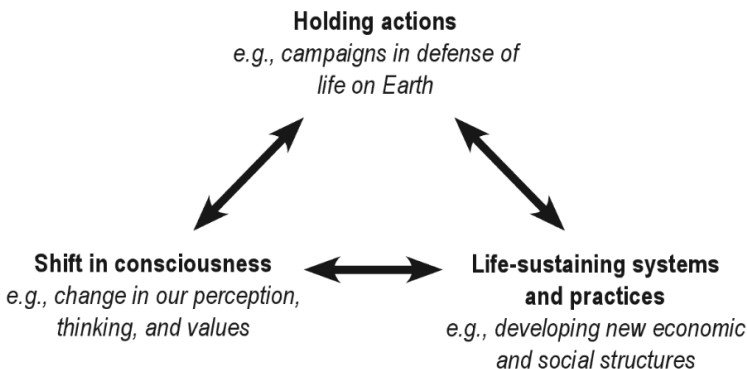 Holding actions
e.g., campaigns in defense of
life on Earth
Shift in consciousness
e.g., change in our perception,
thinking, and values
Life-sustaining systems
and practices
e.g., developing new economic
and social structures